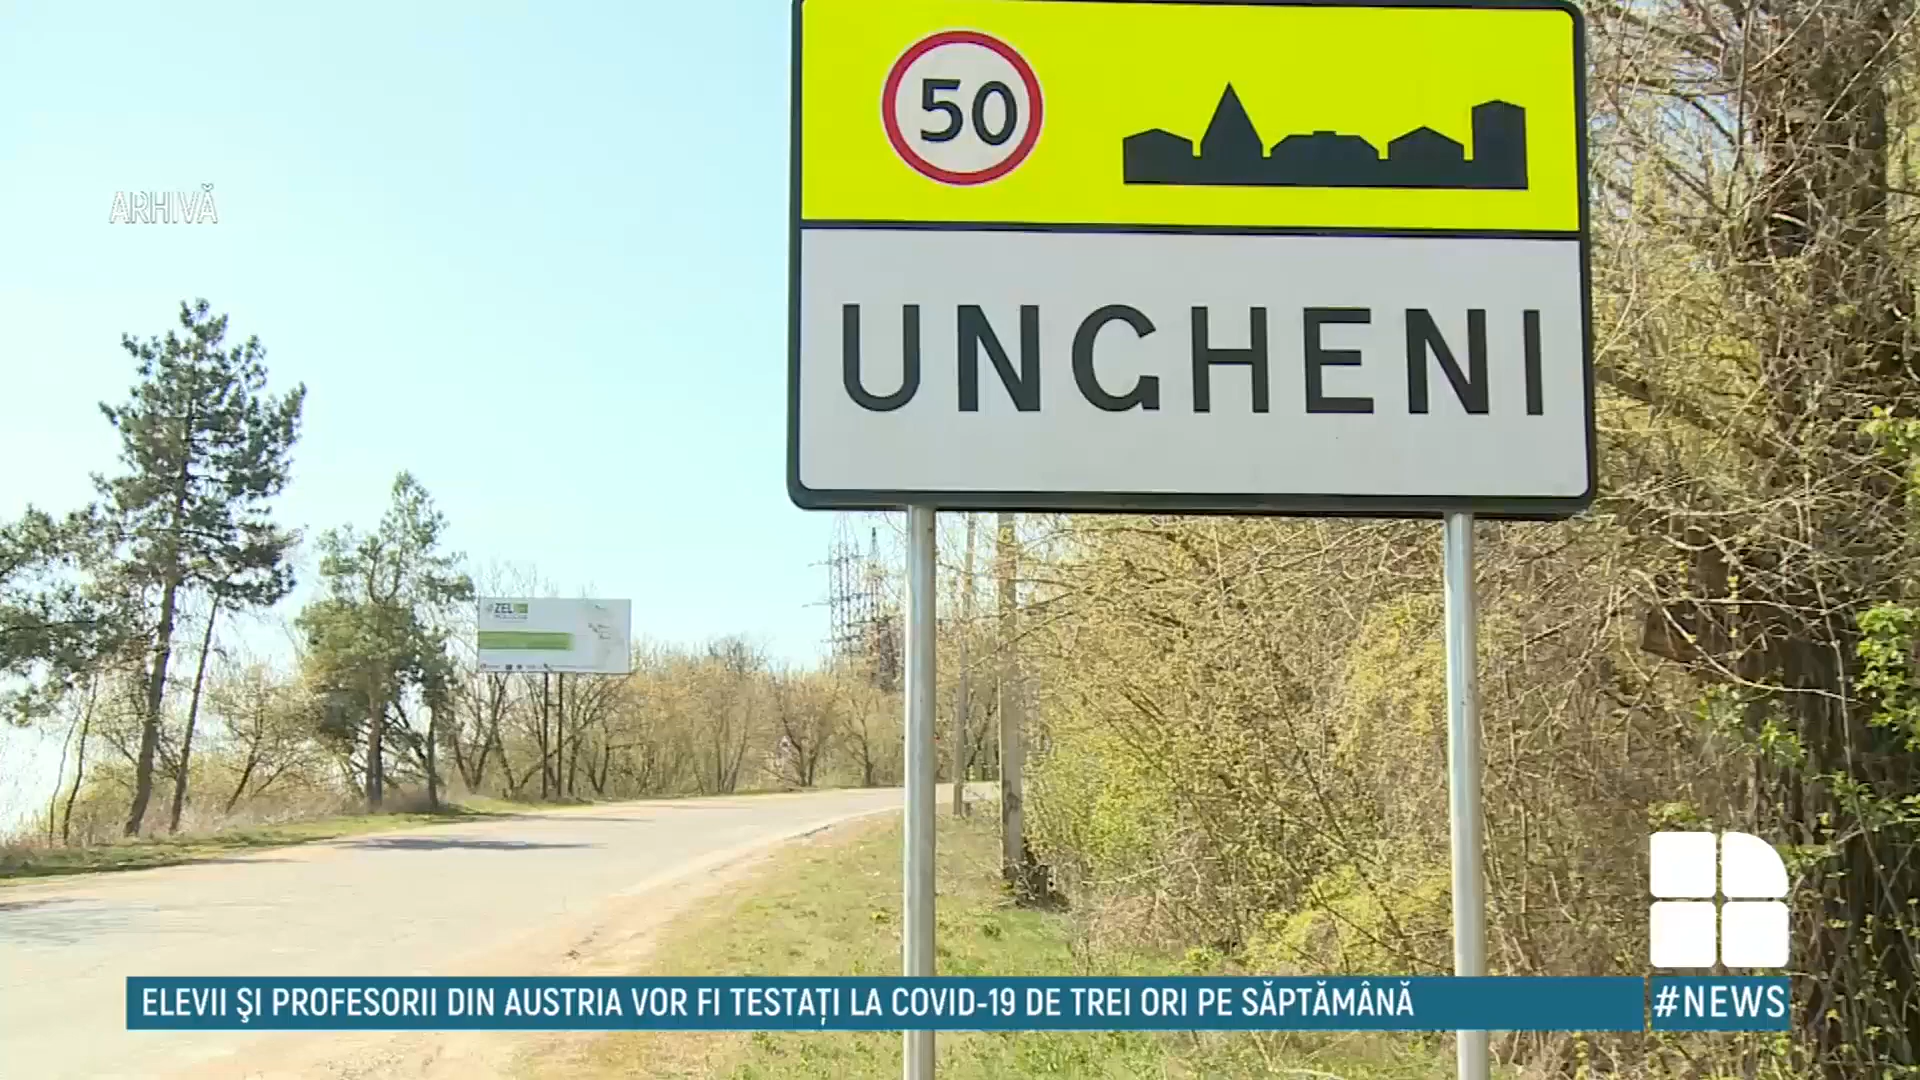 50
ARHIVĂ
UNGHENI
ZEL
ELEVII ŞI PROFESORII DIN AUSTRIA VOR FI TESTAȚI LA COVID-19 DE TREI ORI PE SĂPTĂMÂNĂ
#NEWS